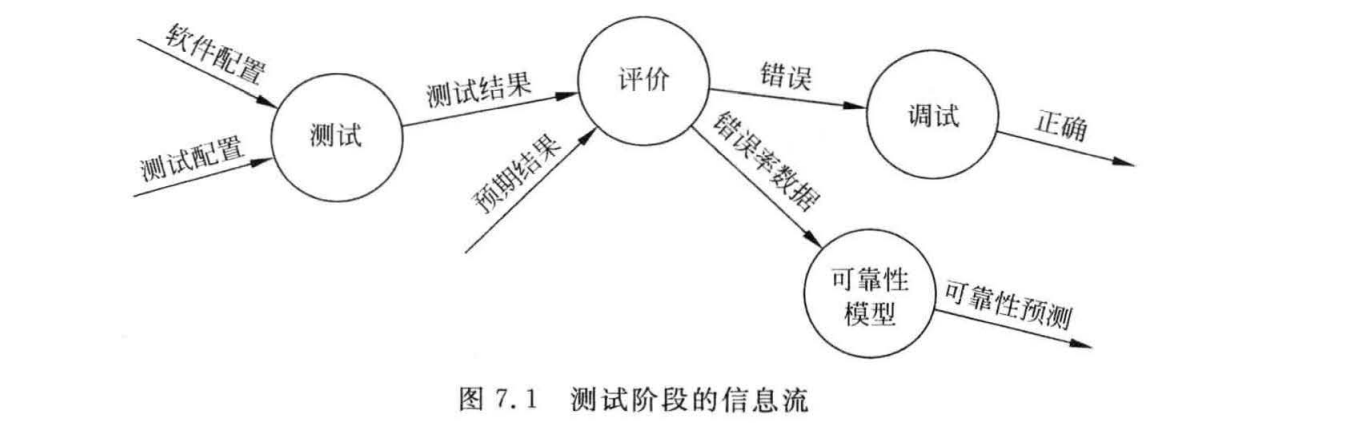 软件配置
测试配置
测试
测试结果
预期结果
评价
错误
错误率数据
调试
正确
可靠性
模型
可靠性预测
图 7.1 测试阶段的信息流